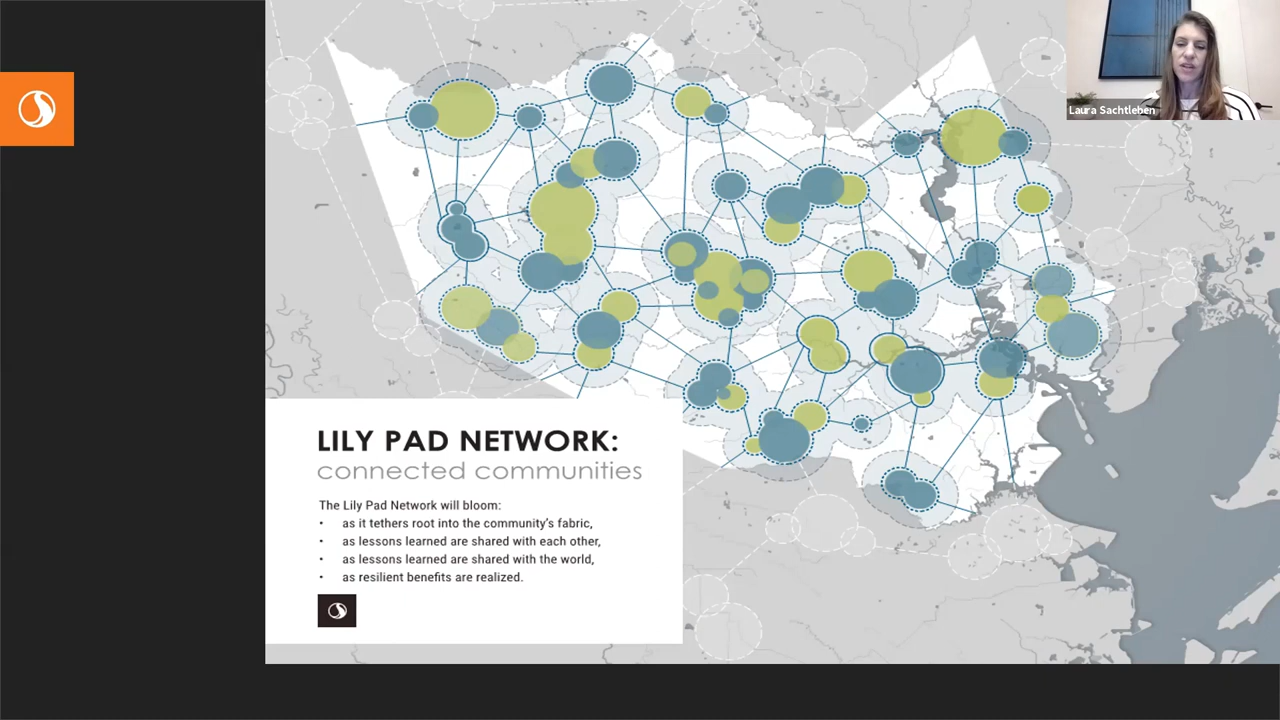 Laura Sachtleben
LILY PAD NETWORK:
connected communities
The Lily Pad Network will bloom:
• as it tethers root into the community's fabric,
• as lessons learned are shared with each other,
• as lessons learned are shared with the world,
• as resilient benefits are realized.